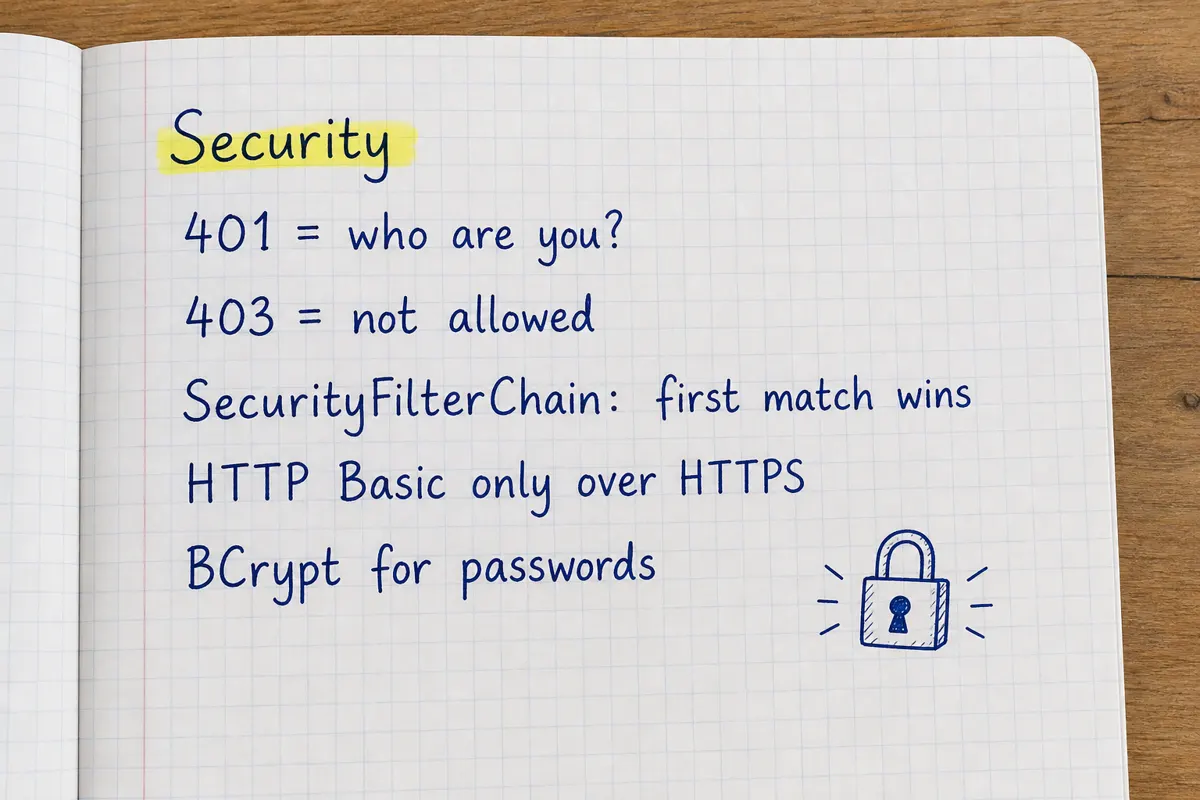 Security
401 = who are you?
403 = not allowed
SecurityFilterChain: first match wins
HTTP Basic only over HTTPS
BCrypt for passwords